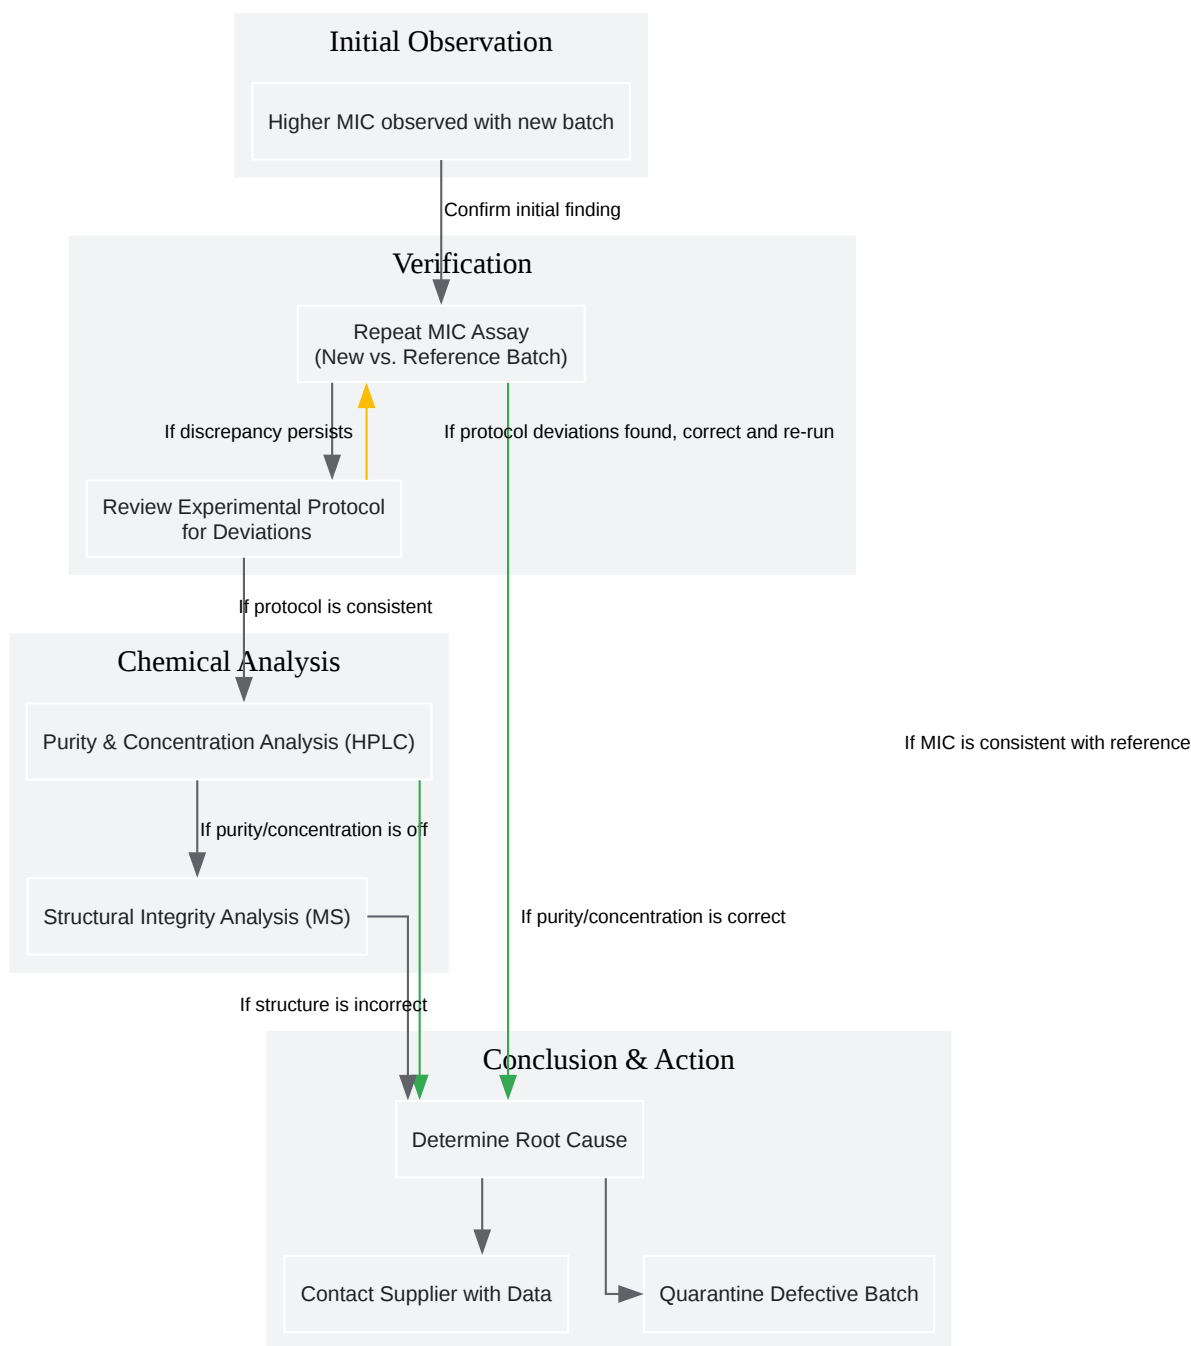 Initial Observation
Higher MIC observed with new batch
Confirm initial finding
Verification
Repeat MIC Assay
(New vs. Reference Batch)
If discrepancy persists
If protocol deviations found, correct and re-run
Review Experimental Protocol
for Deviations
If protocol is consistent
Chemical Analysis
Purity & Concentration Analysis (HPLC)
If MIC is consistent with reference
If purity/concentration is off
Structural Integrity Analysis (MS)
If purity/concentration is correct
If structure is incorrect
Conclusion & Action
Determine Root Cause
Contact Supplier with Data
Quarantine Defective Batch